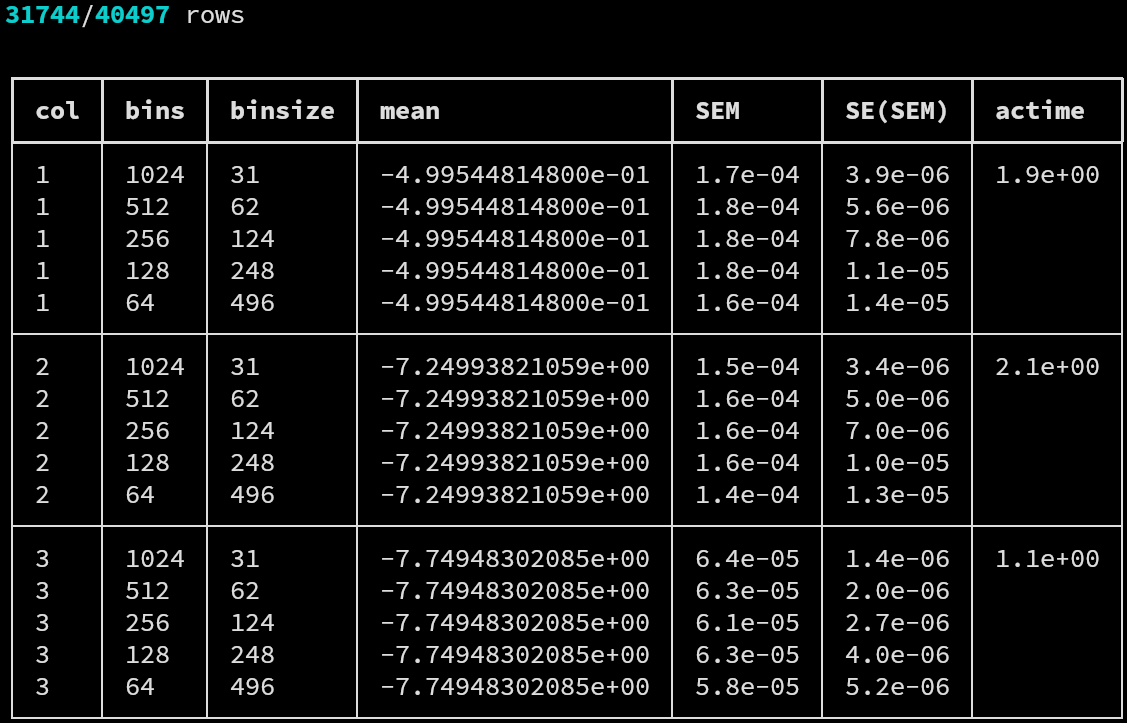 31744/40497 rows
col bins binsize mean SEM SE(SEM) actime
1 1024 31 -4.99544814800e-01 1.7e-04 3.9e-06 1.9e+00
1 512 62 -4.99544814800e-01 1.8e-04 5.6e-06
1 256 124 -4.99544814800e-01 1.8e-04 7.8e-06
1 128 248 -4.99544814800e-01 1.8e-04 1.1e-05
1 64 496 -4.99544814800e-01 1.6e-04 1.4e-05
2 1024 31 -7.24993821059e+00 1.5e-04 3.4e-06 2.1e+00
2 512 62 -7.24993821059e+00 1.6e-04 5.0e-06
2 256 124 -7.24993821059e+00 1.6e-04 7.0e-06
2 128 248 -7.24993821059e+00 1.6e-04 1.0e-05
2 64 496 -7.24993821059e+00 1.4e-04 1.3e-05
3 1024 31 -7.74948302085e+00 6.4e-05 1.4e-06 1.1e+00
3 512 62 -7.74948302085e+00 6.3e-05 2.0e-06
3 256 124 -7.74948302085e+00 6.1e-05 2.7e-06
3 128 248 -7.74948302085e+00 6.3e-05 4.0e-06
3 64 496 -7.74948302085e+00 5.8e-05 5.2e-06